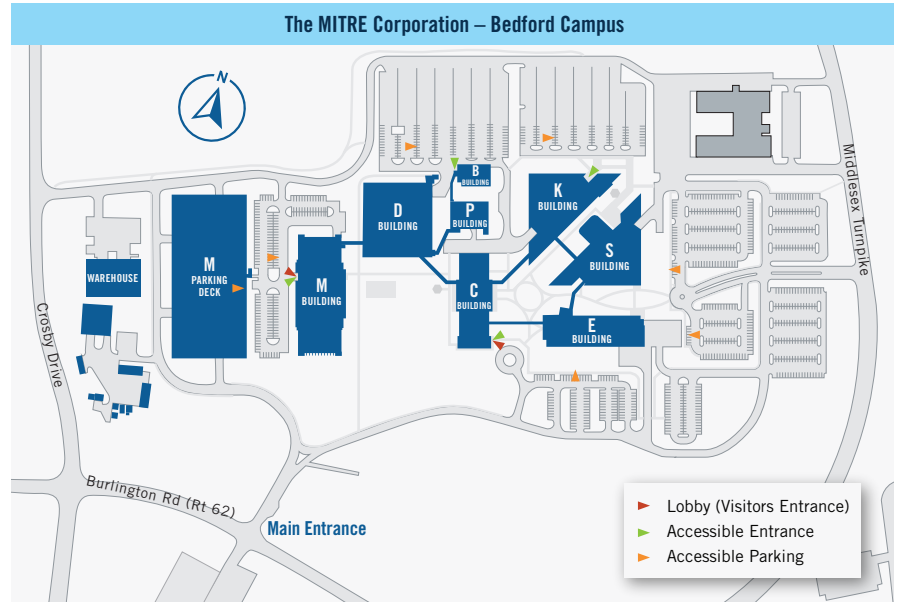 The MITRE Corporation – Bedford Campus
N
B
BUILDING
K
BUILDING
D
BUILDING
P
BUILDING
S
BUILDING
M
PARKING
DECK
WAREHOUSE
M
BUILDING
C
BUILDING
E
BUILDING
Middlesex Turnpike
Crosby Drive
Burlington Rd (Rt 62)
Main Entrance
Lobby (Visitors Entrance)
Accessible Entrance
Accessible Parking